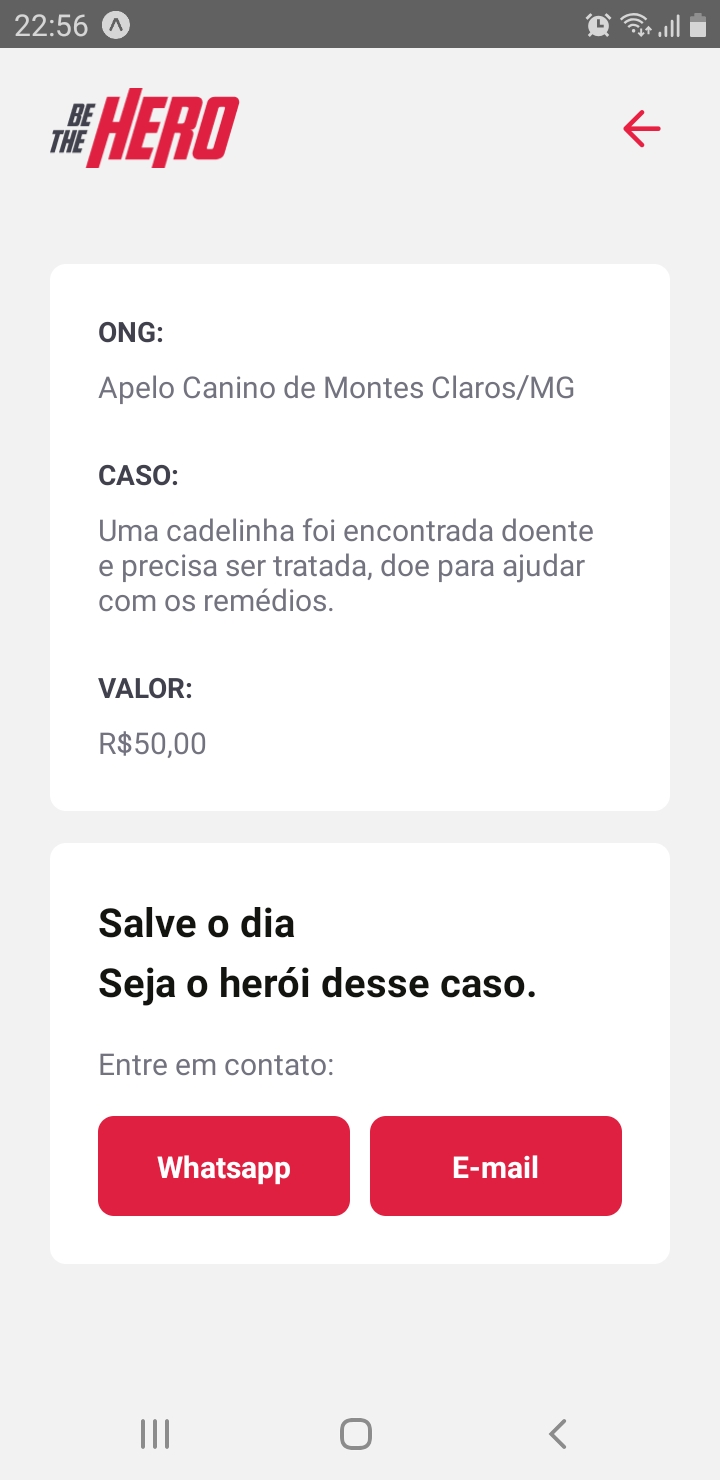 22:56
BE
THE HERO
ONG:
Apelo Canino de Montes Claros/MG
CASO:
Uma cadelinha foi encontrada doente
e precisa ser tratada, doe para ajudar
com os remédios.
VALOR:
R$50,00
Salve o dia
Seja o herói desse caso.
Entre em contato:
Whatsapp
E-mail